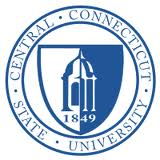 CENTRAL · CONNECTICUT
STATE · UNIVERSITY
1849